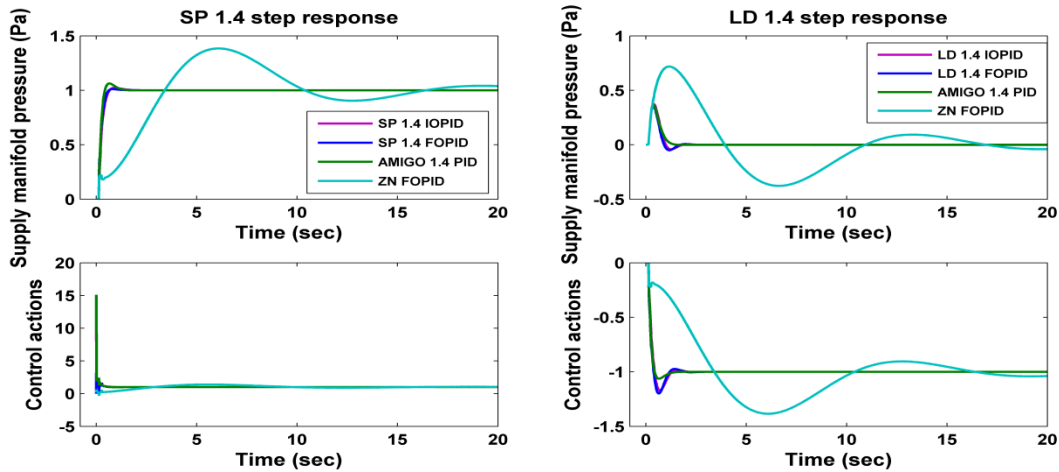 SP 1.4 step response
Supply manifold pressure (Pa)
1.5
1
0.5
0
SP 1.4 IOPID
SP 1.4 FOPID
AMIGO 1.4 PID
ZN FOPID
0 5 10 15 20
Time (sec)
Control actions
20
15
10
5
0
-5
0 5 10 15 20
Time (sec)
LD 1.4 step response
Supply manifold pressure (Pa)
1
0.5
0
-0.5
LD 1.4 IOPID
LD 1.4 FOPID
AMIGO 1.4 PID
ZN FOPID
0 5 10 15 20
Time (sec)
Control actions
0
-0.5
-1
-1.5
0 5 10 15 20
Time (sec)